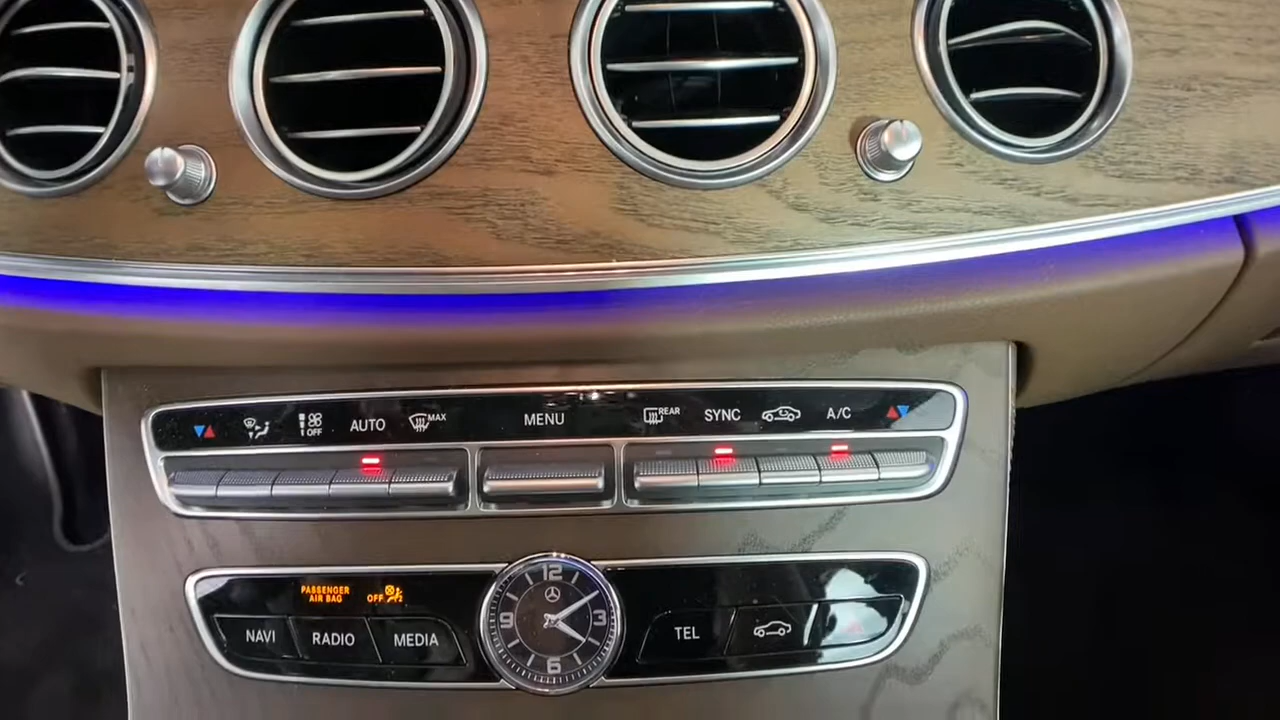 OFF
AUTO
MAX
MENU
REAR
SYNC
A/C
PASSENGER
AIR BAG
OFF
NAVI
RADIO
MEDIA
12
3
6
9
TEL